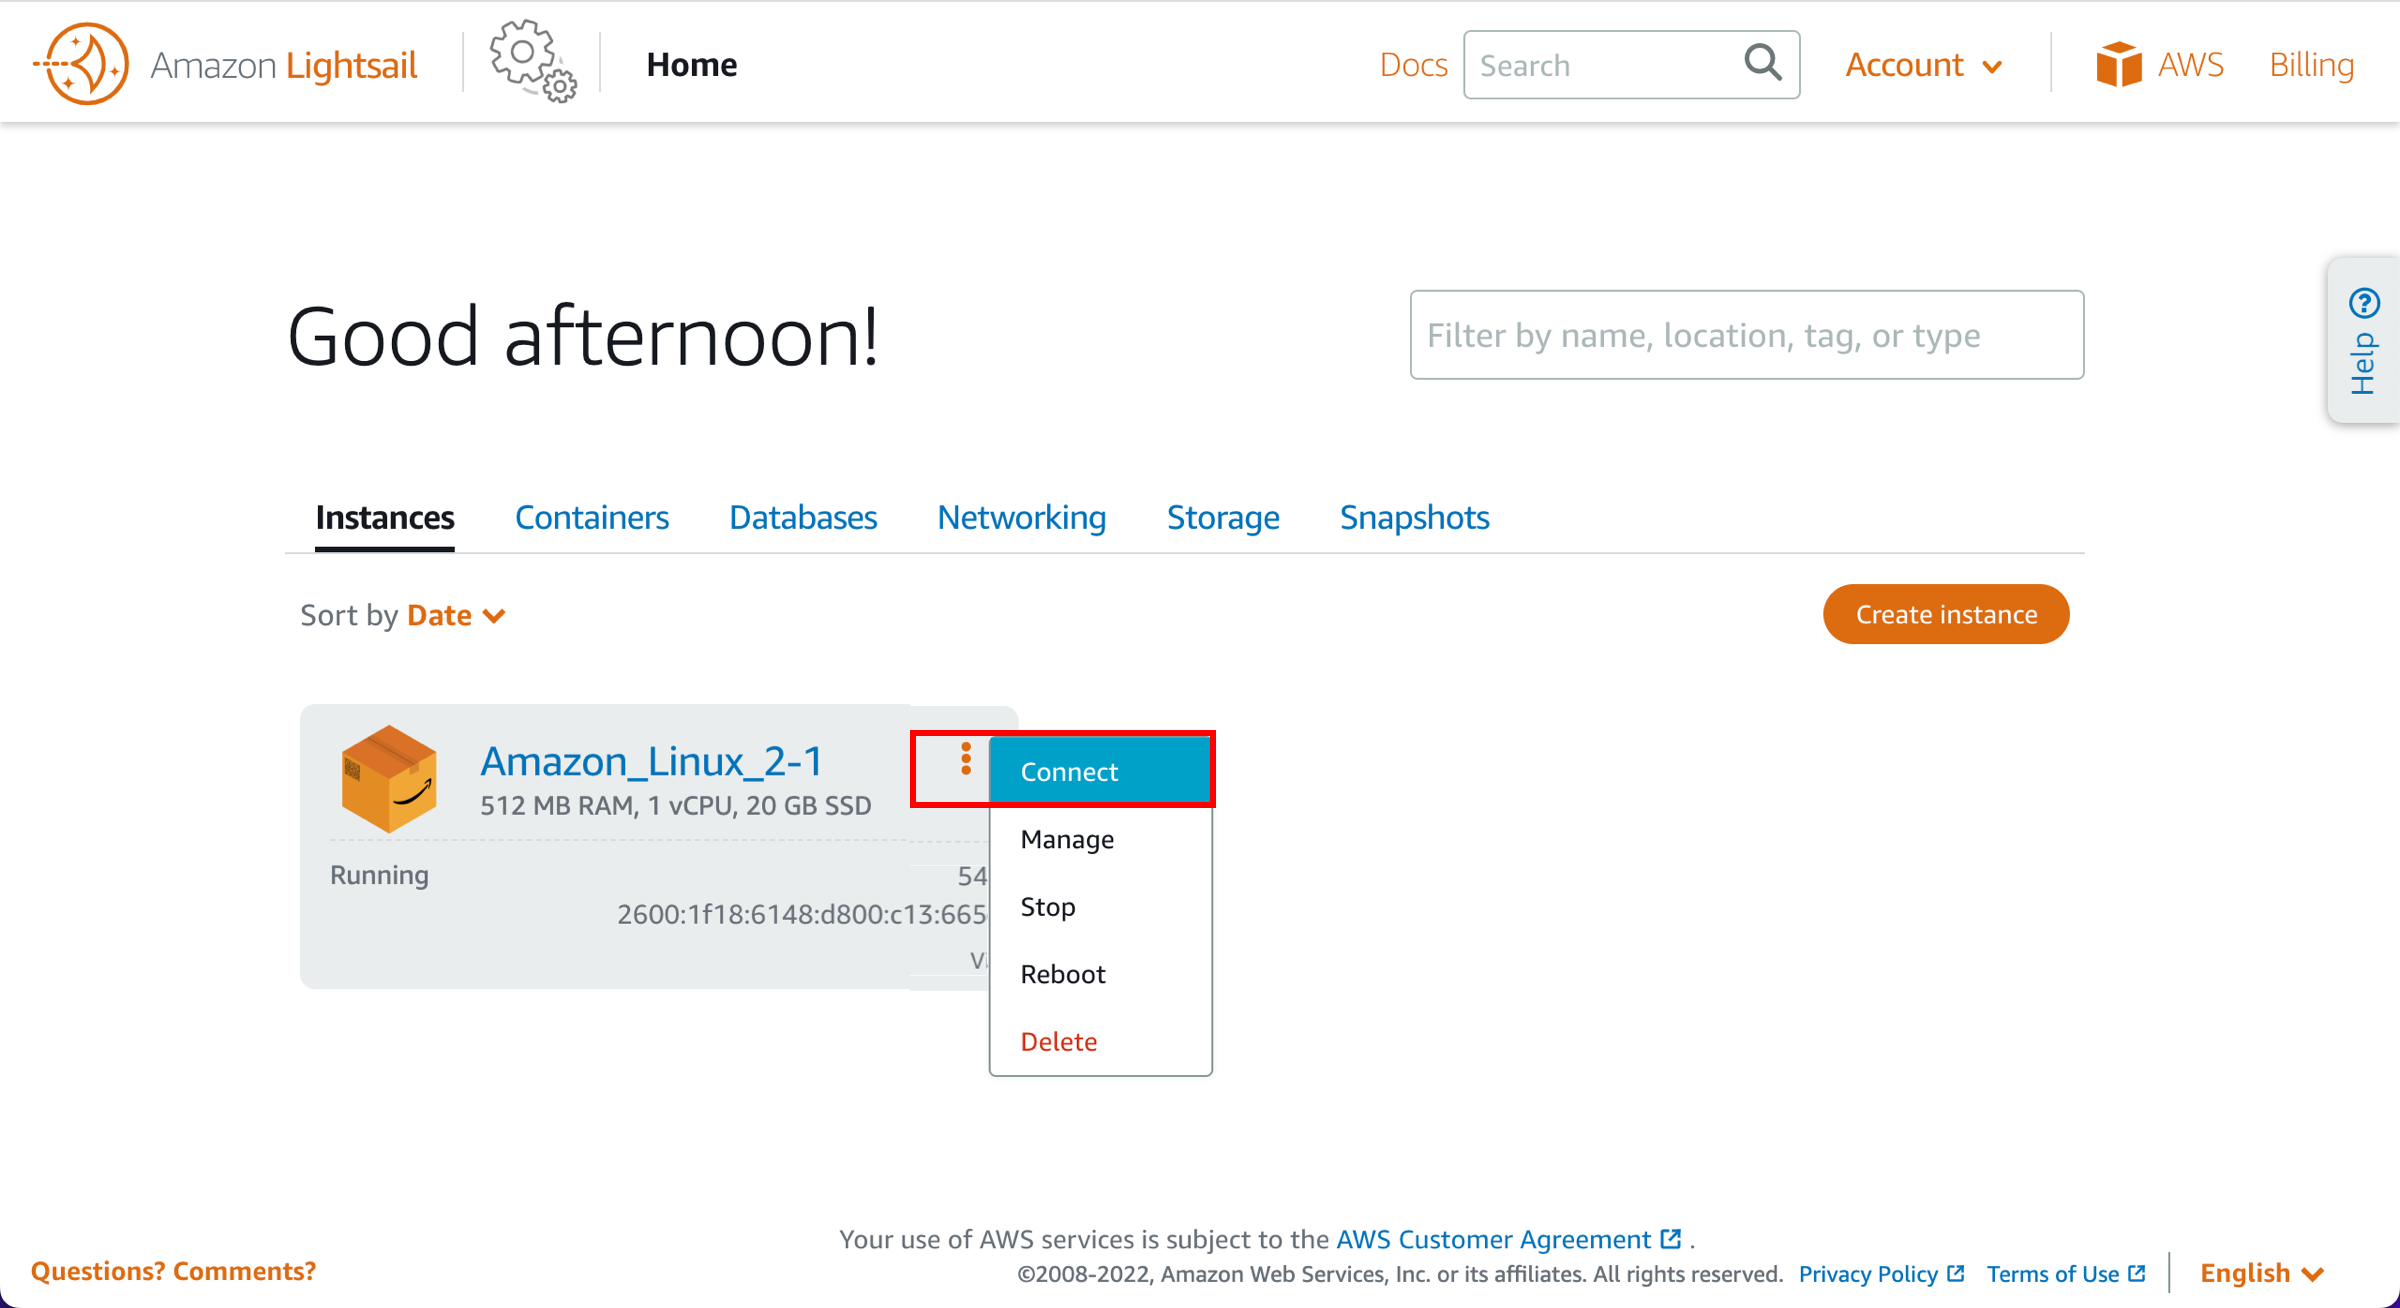 Amazon Lightsail
Home
Docs
Search
Account
AWS
Billing
Good afternoon!
Filter by name, location, tag, or type
Help
Instances
Containers
Databases
Networking
Storage
Snapshots
Sort by Date
Create instance
Amazon_Linux_2-1
512 MB RAM, 1 vCPU, 20 GB SSD
Running
54
2600:1f18:6148:d800:c13:665
Connect
Manage
Stop
Reboot
Delete
Your use of AWS services is subject to the AWS Customer Agreement .
©2008-2022, Amazon Web Services, Inc. or its affiliates. All rights reserved. Privacy Policy Terms of Use
Questions? Comments?
English